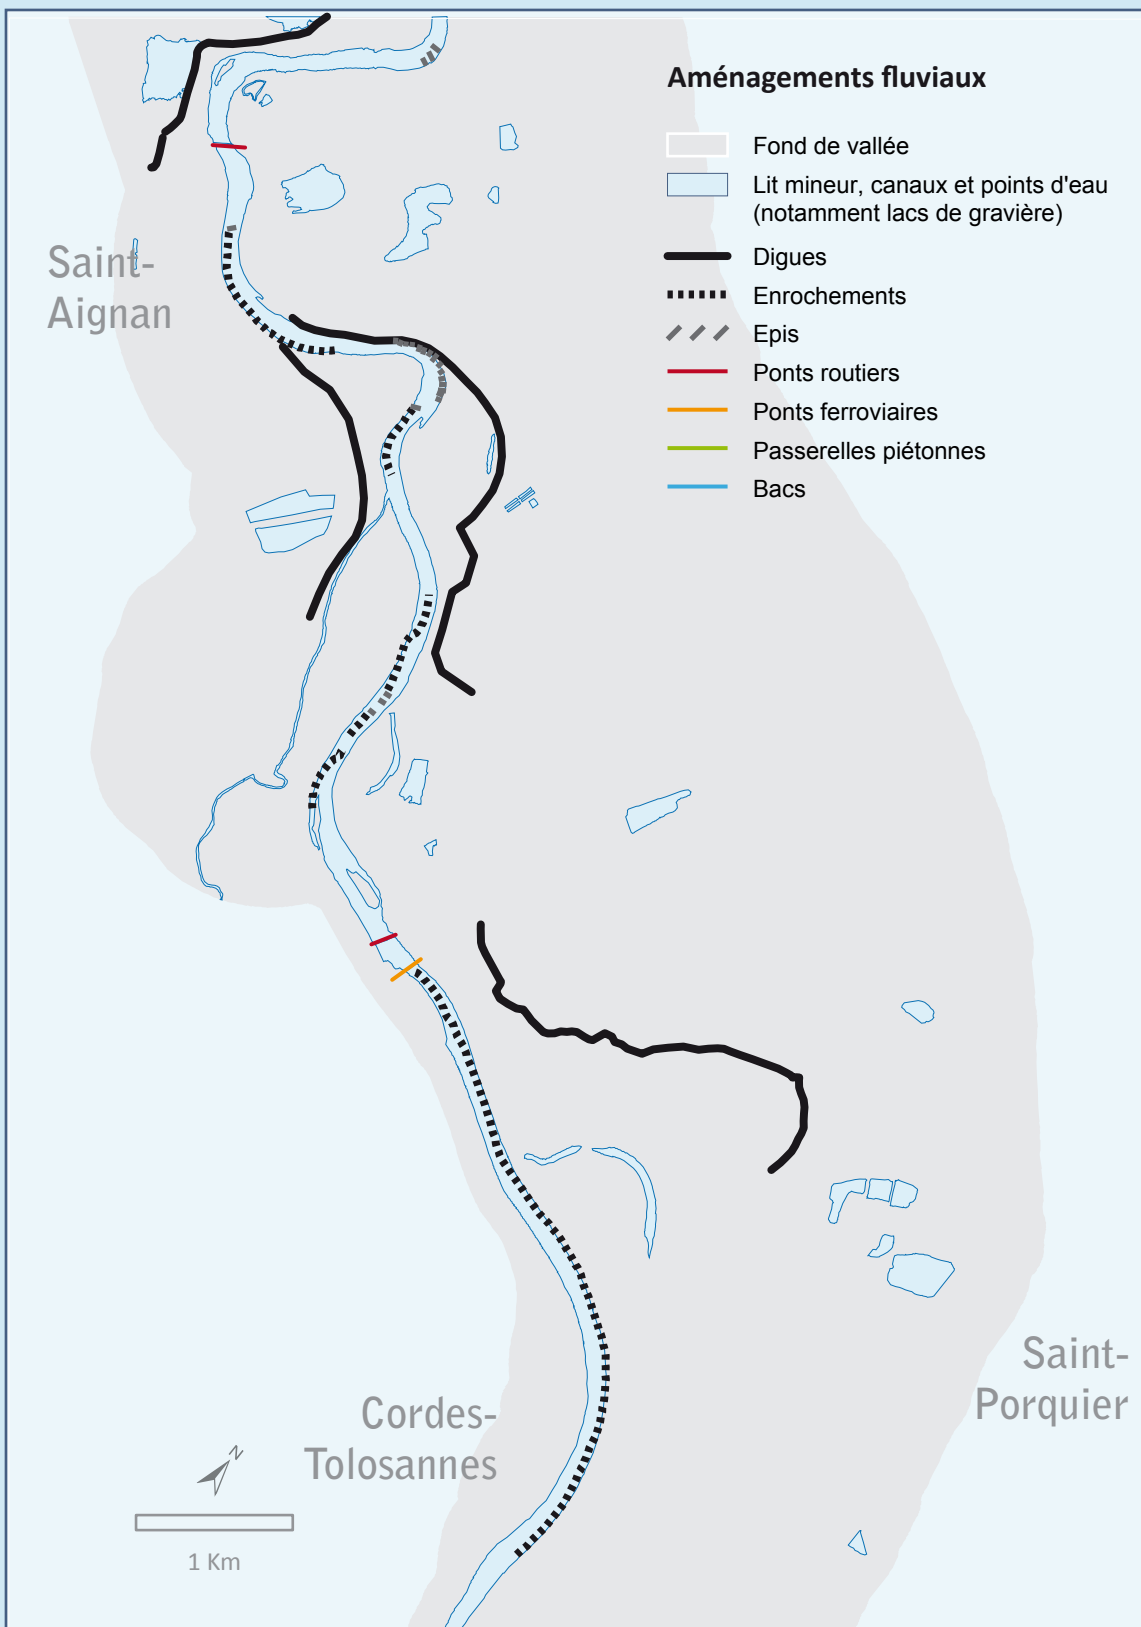 Aménagements fluviaux
Fond de vallée
Lit mineur, canaux et points d'eau
(notamment lacs de gravière)
Digues
Enrochements
Epis
Ponts routiers
Ponts ferroviaires
Passerelles piétonnes
Bacs
Saint-
Aignan
Saint-
Porquier
Cordes-
Tolosannes
N
1 Km